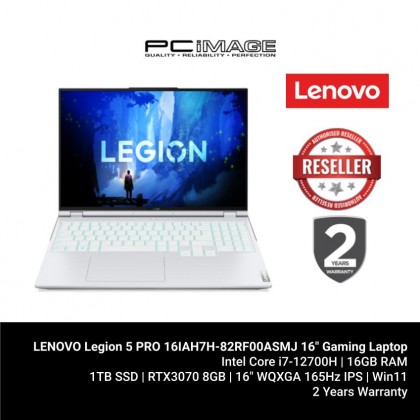 PC iMAGE
QUALITY • RELIABILITY • PERFECTION
Lenovo
LEGION
AUTHORISED RESELLER
RESELLER
AUTHORISED RESELLER
2
YEARS
WARRANTY
LENOVO Legion 5 PRO 16IAH7H-82RF00ASMJ 16" Gaming Laptop
Intel Core i7-12700H | 16GB RAM
1TB SSD | RTX3070 8GB | 16" WQXGA 165Hz IPS | Win11
2 Years Warranty